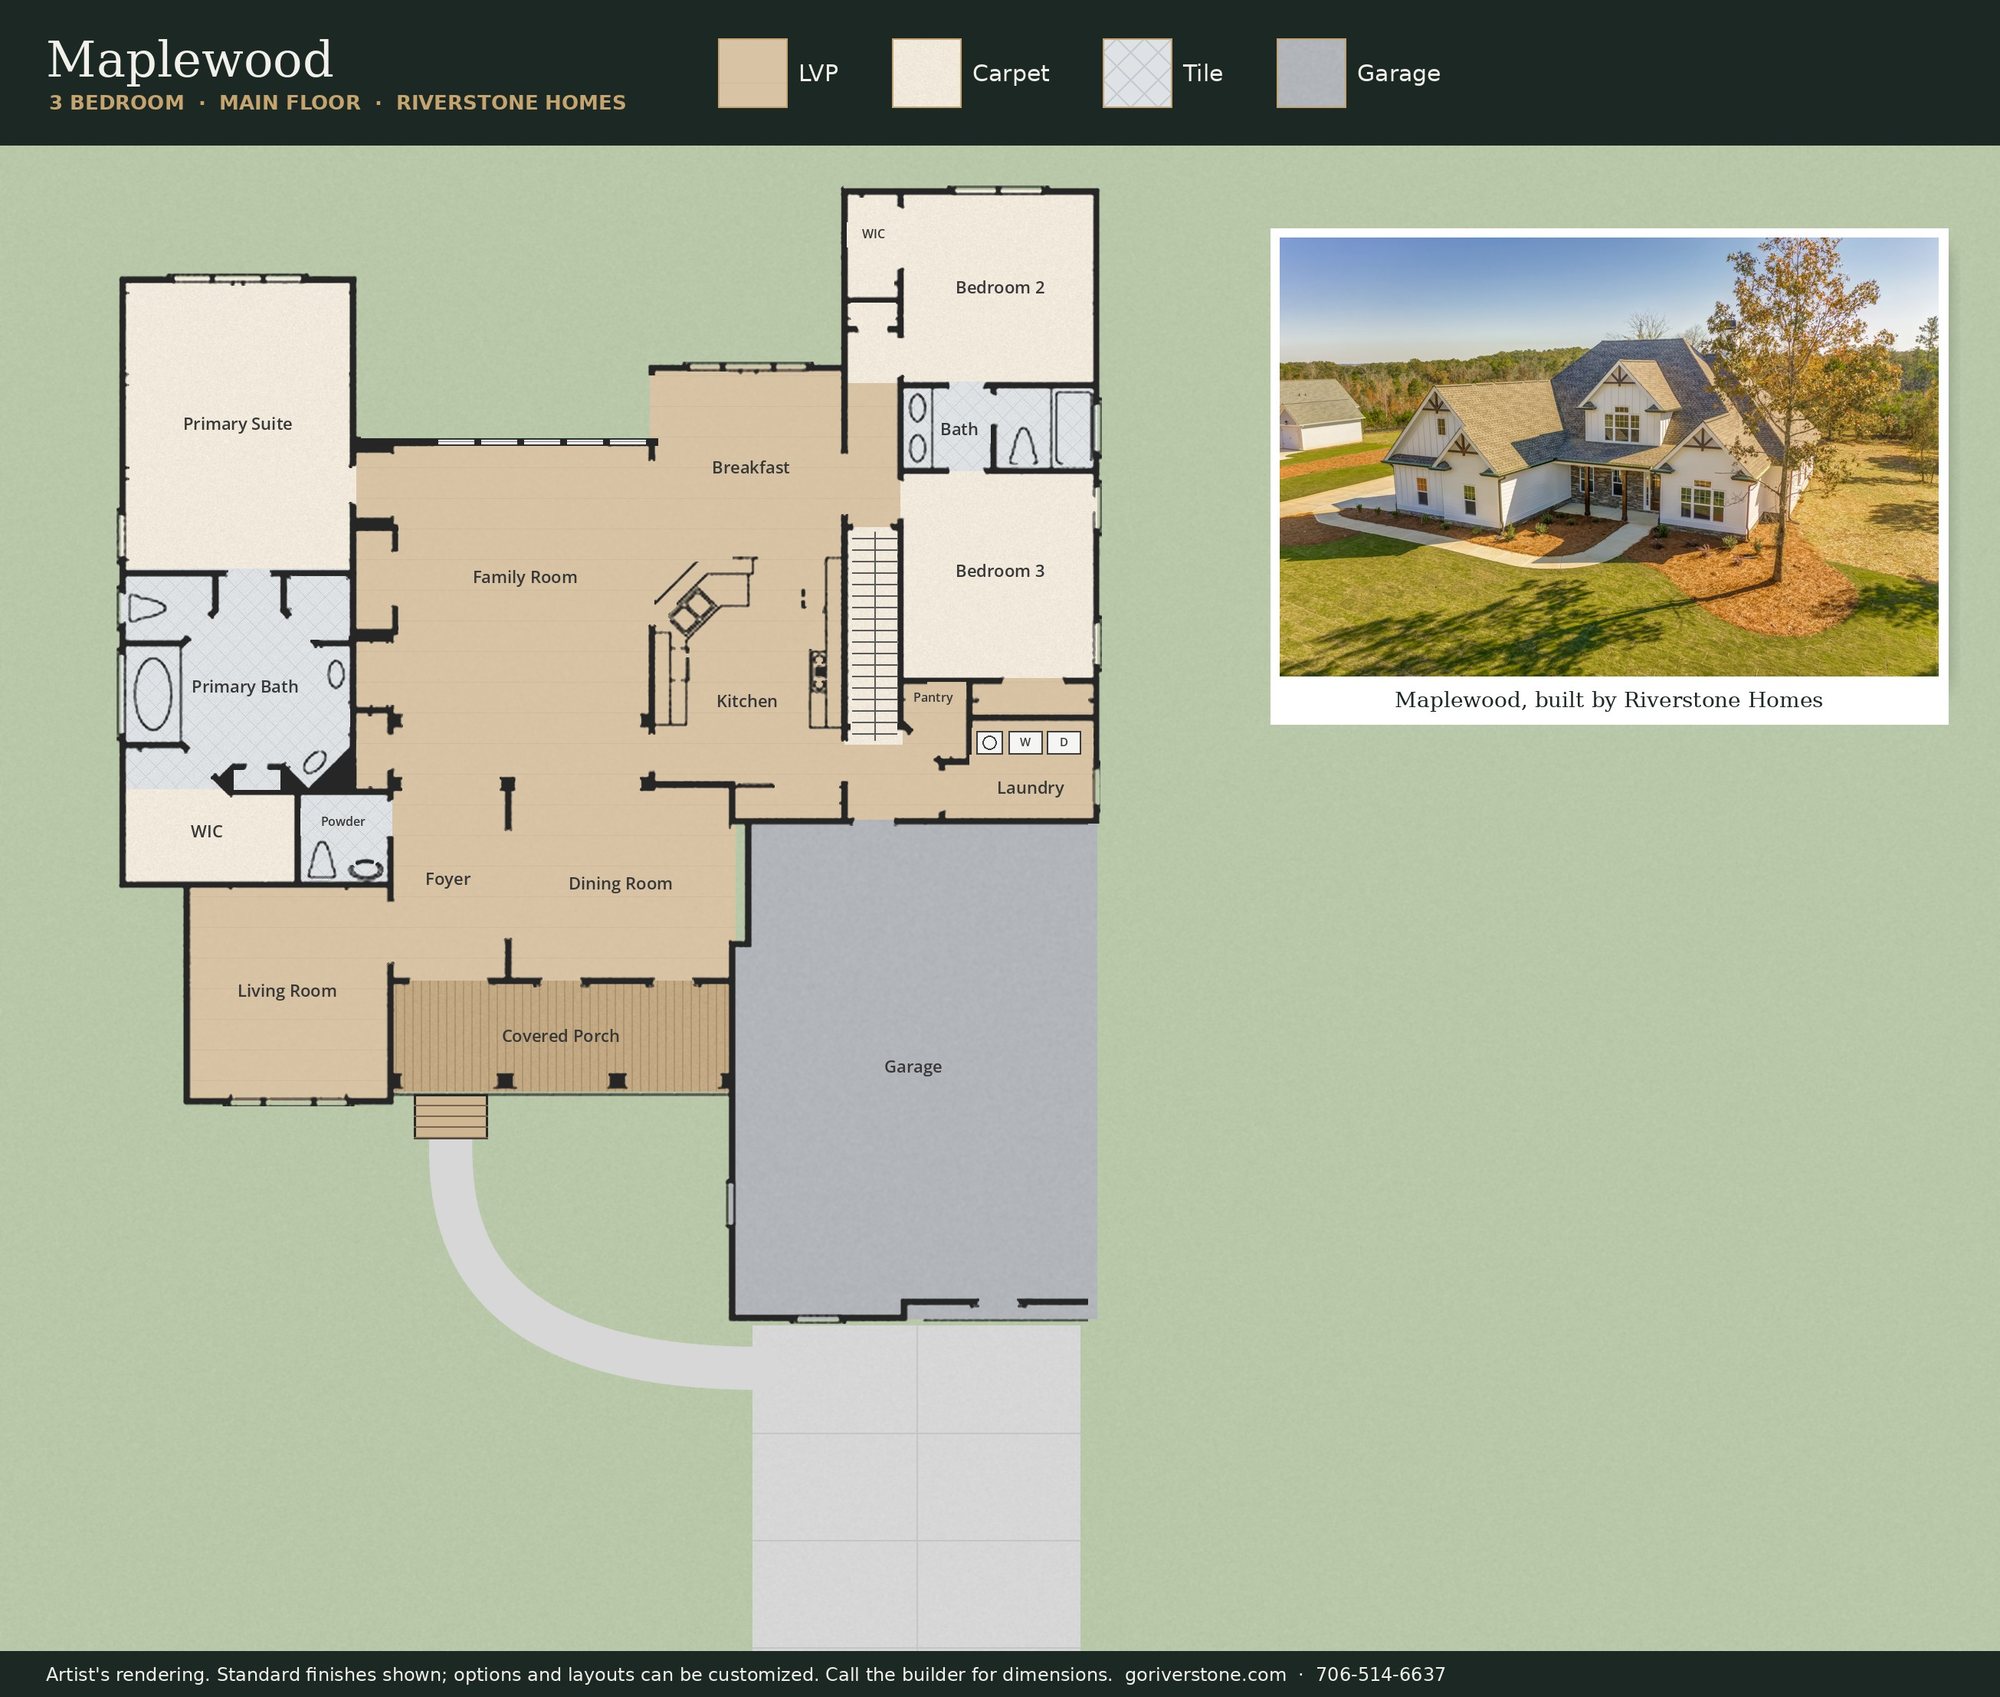 Maplewood
3 BEDROOM · MAIN FLOOR · RIVERSTONE HOMES
LVP
Carpet
Tile
Garage
WIC
Bedroom 2
Primary Suite
Bath
Breakfast
Family Room
Bedroom 3
Primary Bath
Kitchen
Pantry
W
D
Laundry
WIC
Powder
Foyer
Dining Room
Living Room
Covered Porch
Garage
Maplewood, built by Riverstone Homes
Artist's rendering. Standard finishes shown; options and layouts can be customized. Call the builder for dimensions. goriverstone.com · 706-514-6637